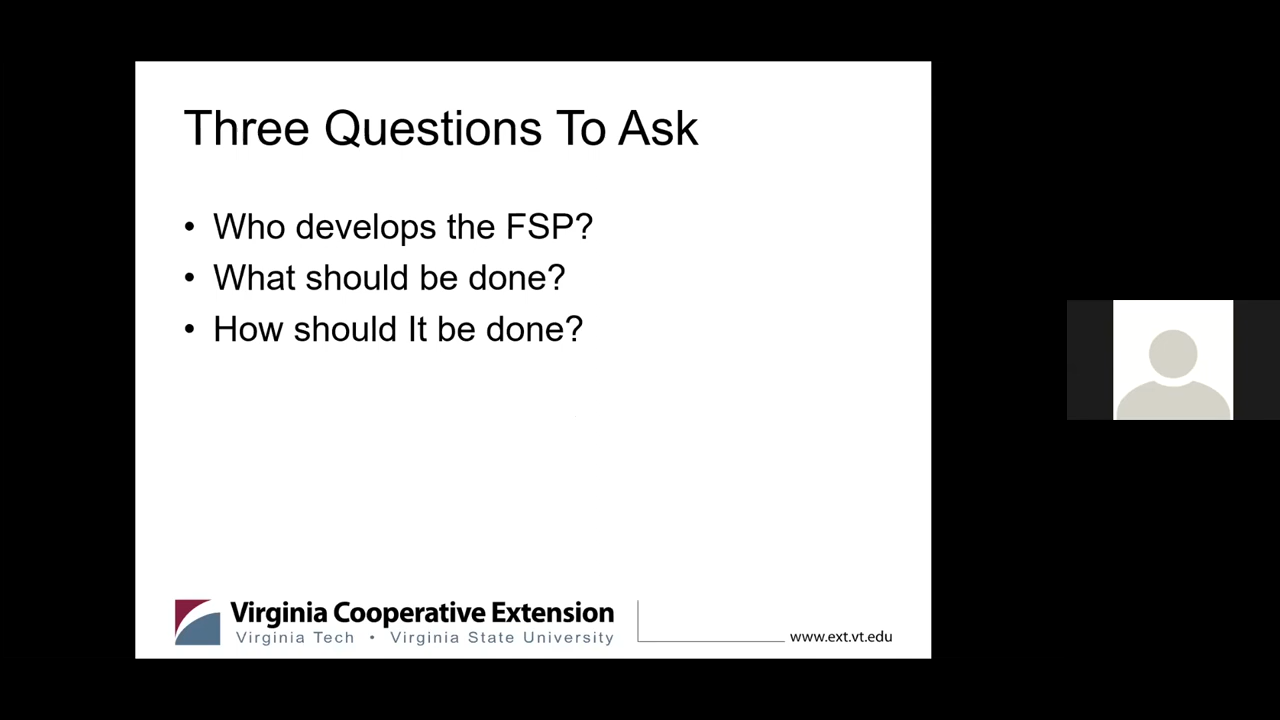 Three Questions To Ask
• Who develops the FSP?
• What should be done?
• How should It be done?
Virginia Cooperative Extension
Virginia Tech • Virginia State University
www.ext.vt.edu